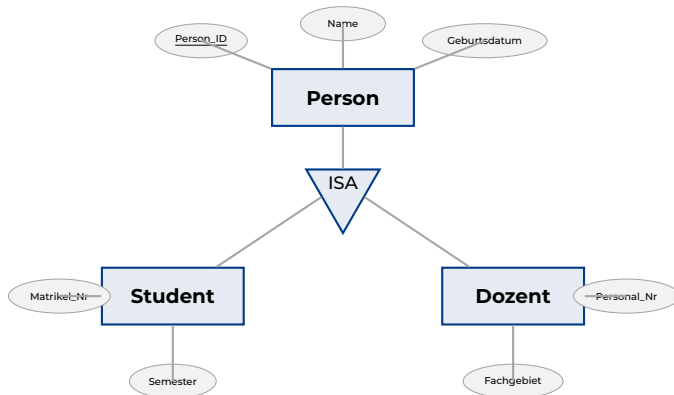 Name
Person_ID
Geburtsdatum
Person
ISA
Matrikel_Nr
Student
Dozent
Personal_Nr
Semester
Fachgebiet